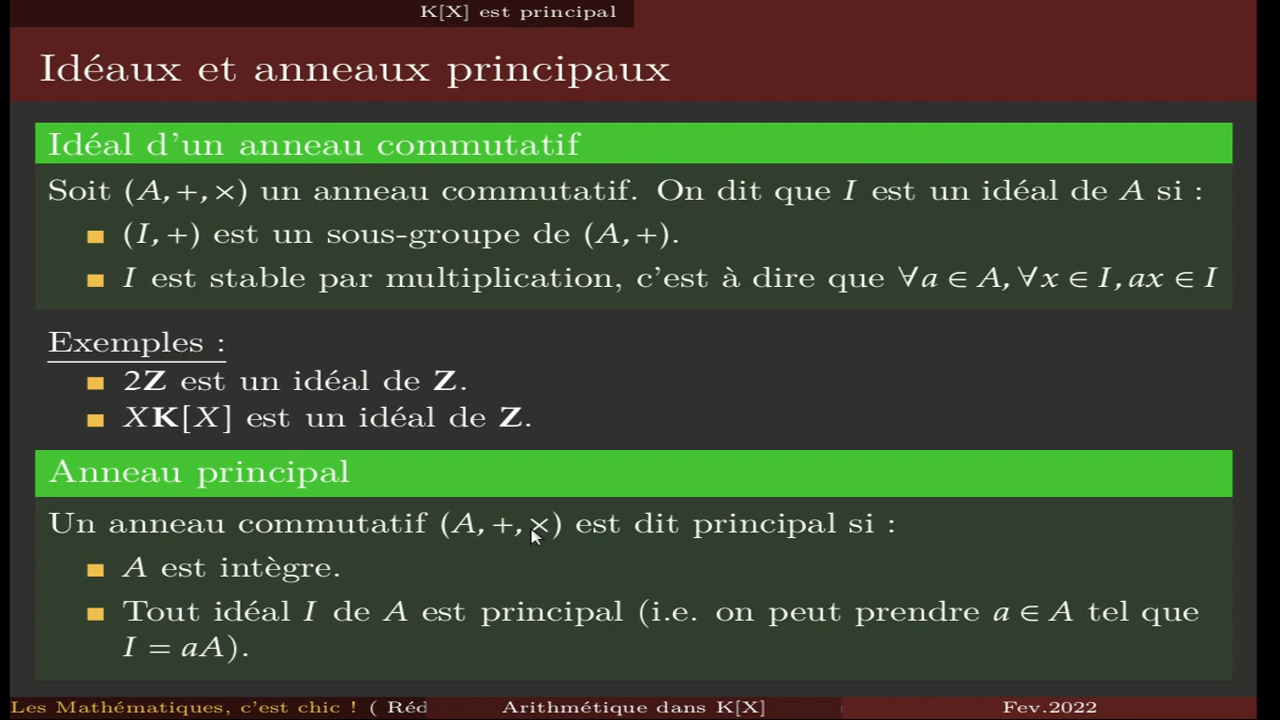 K[X] est principal
Idéaux et anneaux principaux
Idéal d'un anneau commutatif
Soit (A,+,×) un anneau commutatif. On dit que I est un idéal de A si :
(I,+) est un sous-groupe de (A,+).
I est stable par multiplication, c'est à dire que ∀a ∈ A,∀x ∈ I,ax ∈ I
Exemples :
2Z est un idéal de Z.
XK[X] est un idéal de Z.
Anneau principal
Un anneau commutatif (A,+,×) est dit principal si :
A est intègre.
Tout idéal I de A est principal (i.e. on peut prendre a ∈ A tel que
I = aA).
Les Mathématiques, c'est chic ! ( Réd
Arithmétique dans K[X]
Fev.2022